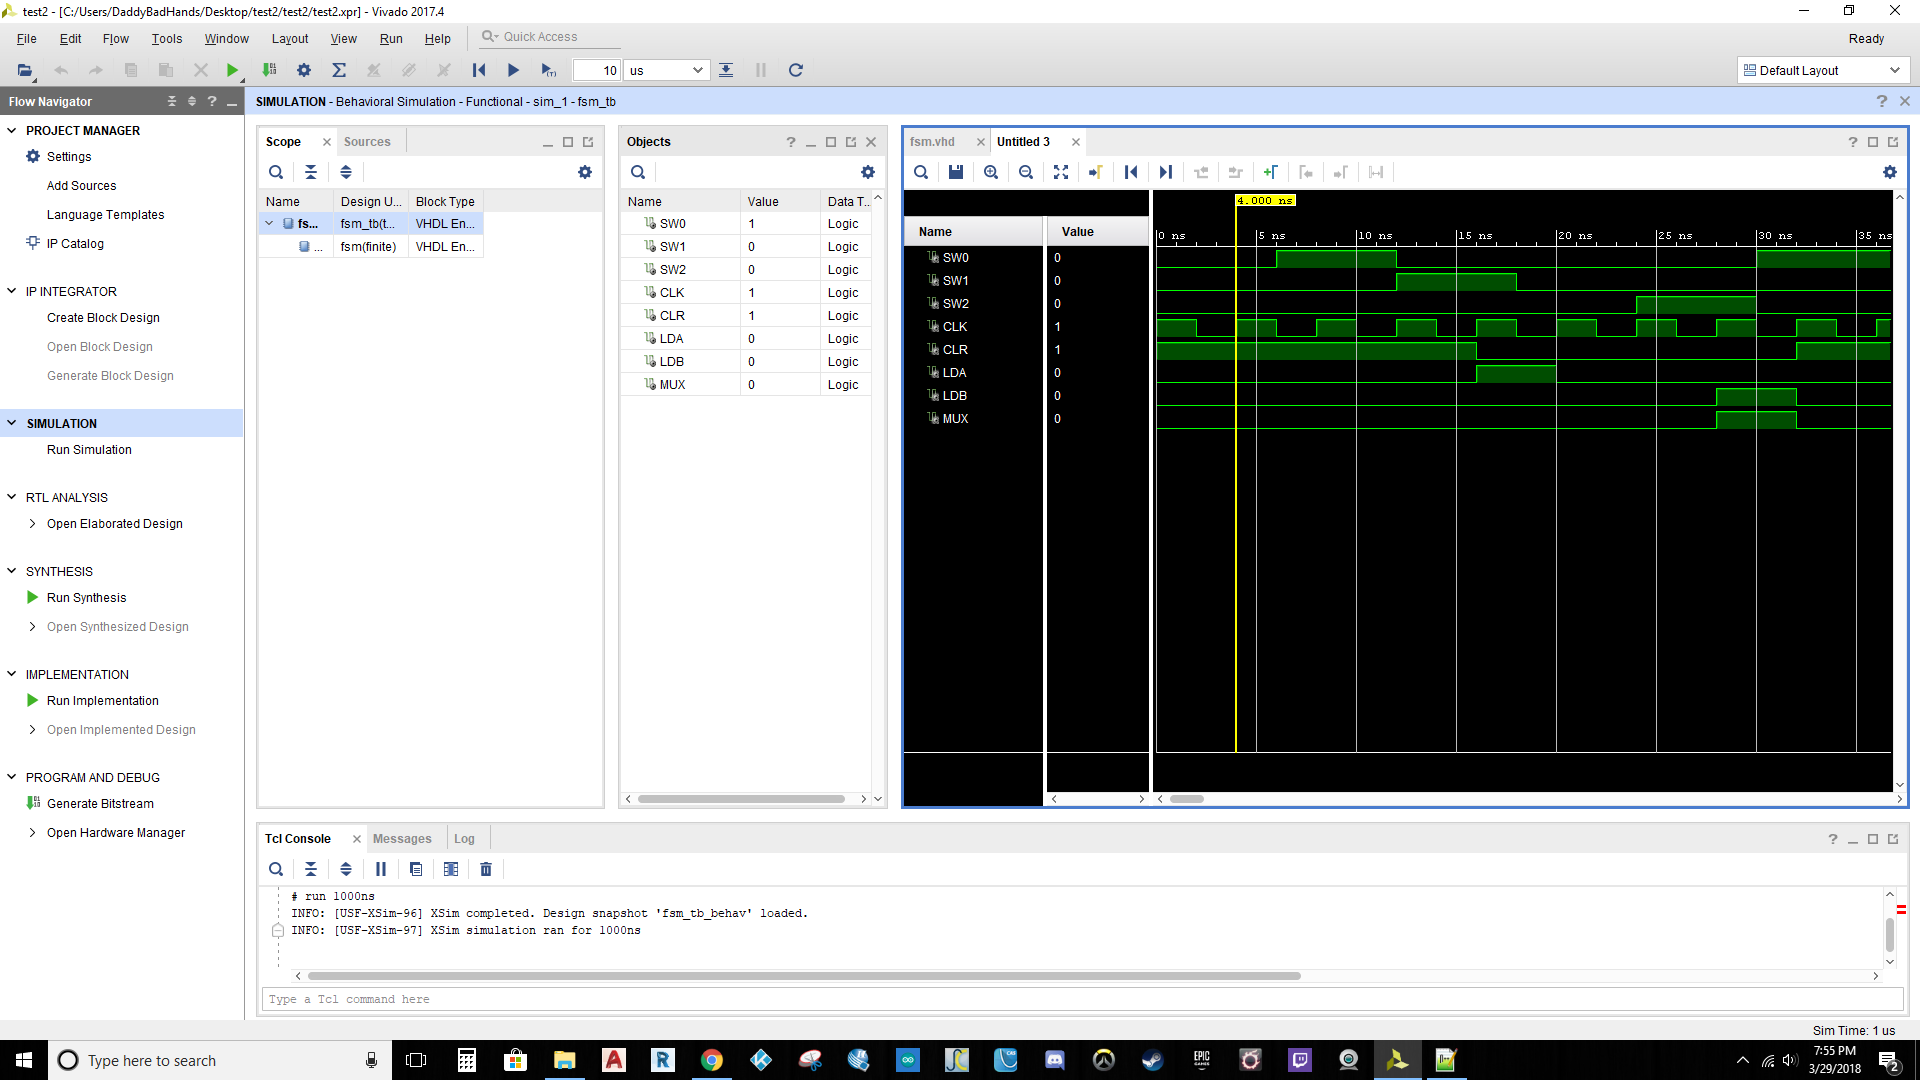 test2 - [C:/Users/DaddyBadHands/Desktop/test2/test2/test2.xpr] - Vivado 2017.4
File Edit Flow Tools Window Layout View Run Help Quick Access
Ready
10 us
Default Layout
Flow Navigator
SIMULATION - Behavioral Simulation - Functional - sim_1 - fsm_tb
PROJECT MANAGER
Settings
Add Sources
Language Templates
IP Catalog
IP INTEGRATOR
Create Block Design
Open Block Design
Generate Block Design
SIMULATION
Run Simulation
RTL ANALYSIS
Open Elaborated Design
SYNTHESIS
Run Synthesis
Open Synthesized Design
IMPLEMENTATION
Run Implementation
Open Implemented Design
PROGRAM AND DEBUG
Generate Bitstream
Open Hardware Manager
Scope Sources
Name Design U... Block Type
fs... fsm_tb(t... VHDL En...
... fsm(finite) VHDL En...
Objects
Name Value Data T..
SW0 1 Logic
SW1 0 Logic
SW2 0 Logic
CLK 1 Logic
CLR 1 Logic
LDA 0 Logic
LDB 0 Logic
MUX 0 Logic
fsm.vhd Untitled 3
4.000 ns
Name Value
0 ns 5 ns 10 ns 15 ns 20 ns 25 ns 30 ns 35 ns
SW0 0
SW1 0
SW2 0
CLK 1
CLR 1
LDA 0
LDB 0
MUX 0
Tcl Console Messages Log
# run 1000ns
INFO: [USF-XSim-96] XSim completed. Design snapshot 'fsm_tb_behav' loaded.
INFO: [USF-XSim-97] XSim simulation ran for 1000ns
Type a Tcl command here
Sim Time: 1 us
Type here to search
7:55 PM
3/29/2018
2